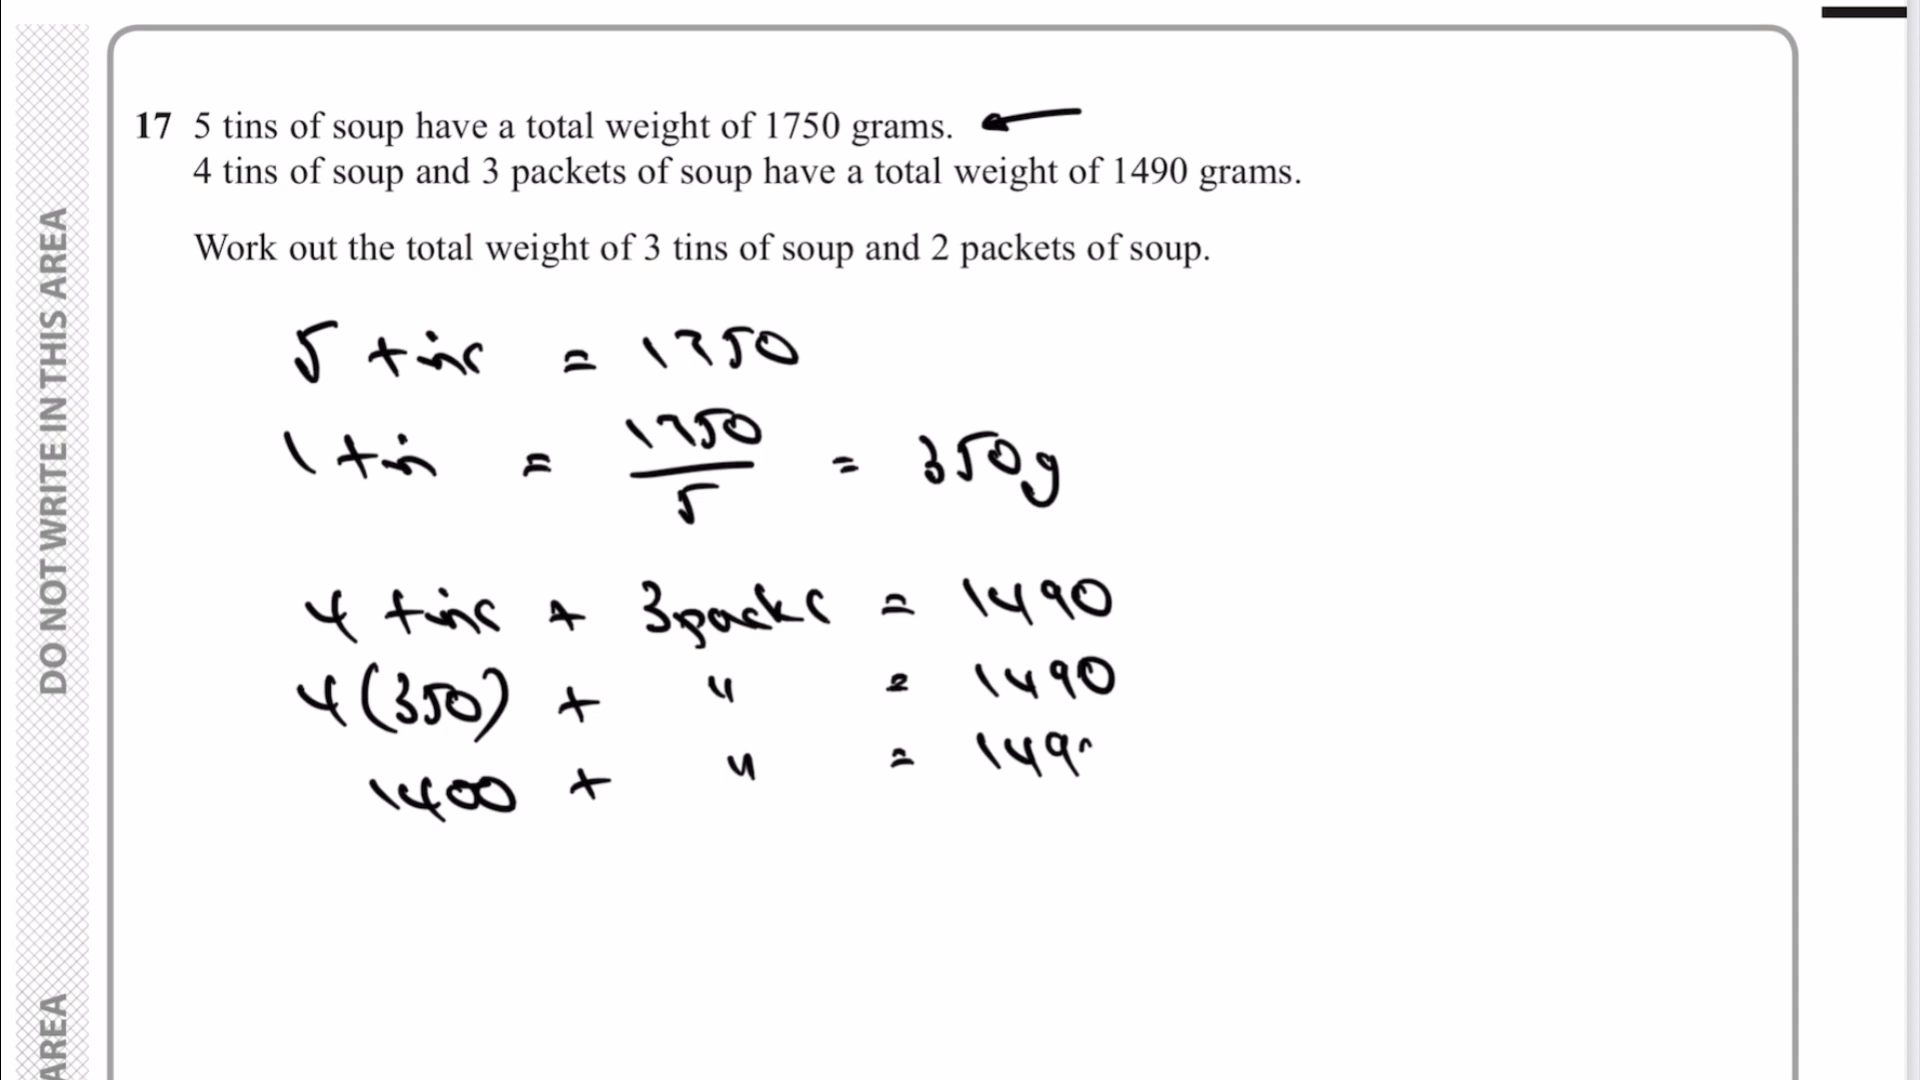 17 5 tins of soup have a total weight of 1750 grams.
4 tins of soup and 3 packets of soup have a total weight of 1490 grams.
Work out the total weight of 3 tins of soup and 2 packets of soup.
5 tins = 1750
1 tin = 1750/5 = 350g
4 tins + 3 packs = 1490
4(350) + " = 1490
1400 + " = 149
DO NOT WRITE IN THIS AREA
AREA